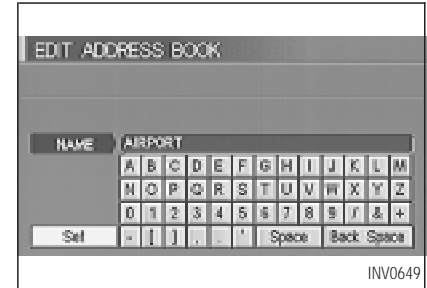 EDIT ADDRESS BOOK
NAME AIRPORT
A B C D E F G H I J K L M
N O P Q R S T U V W X Y Z
0 1 2 3 4 5 6 7 8 9 / & +
Sel - [ ] , . ' Space Back Space
INV0649